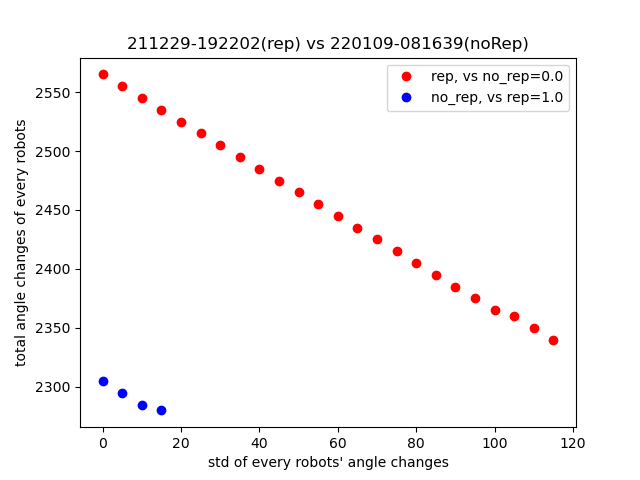 211229-192202(rep) vs 220109-081639(noRep)
rep, vs no_rep=0.0
no_rep, vs rep=1.0
total angle changes of every robots
2550
2500
2450
2400
2350
2300
0 20 40 60 80 100 120
std of every robots' angle changes